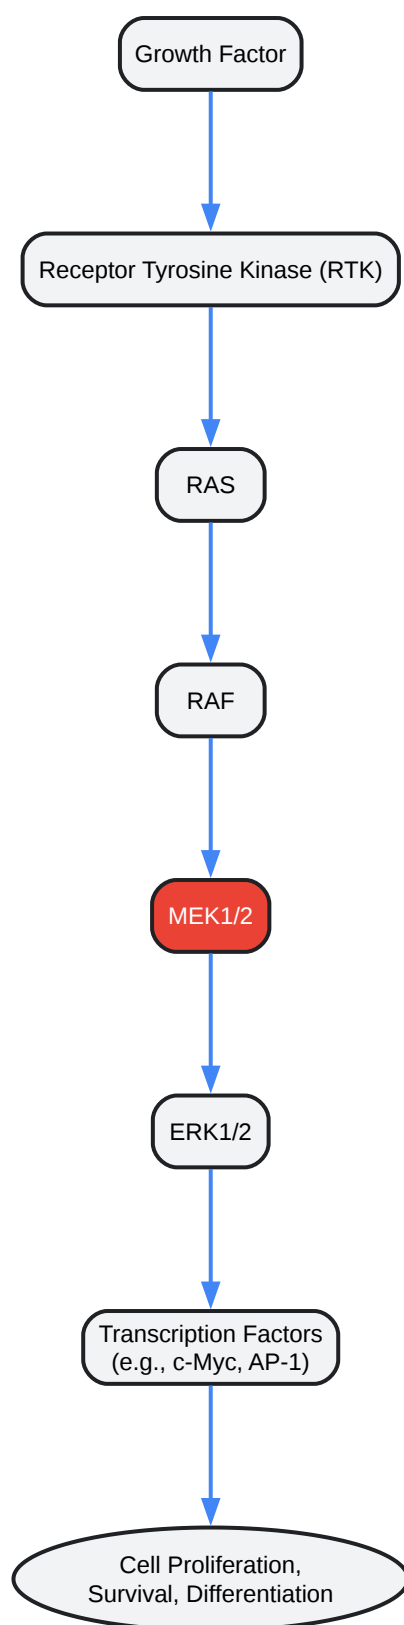 Growth Factor
Receptor Tyrosine Kinase (RTK)
RAS
RAF
MEK1/2
ERK1/2
Transcription Factors
(e.g., c-Myc, AP-1)
Cell Proliferation,
Survival, Differentiation